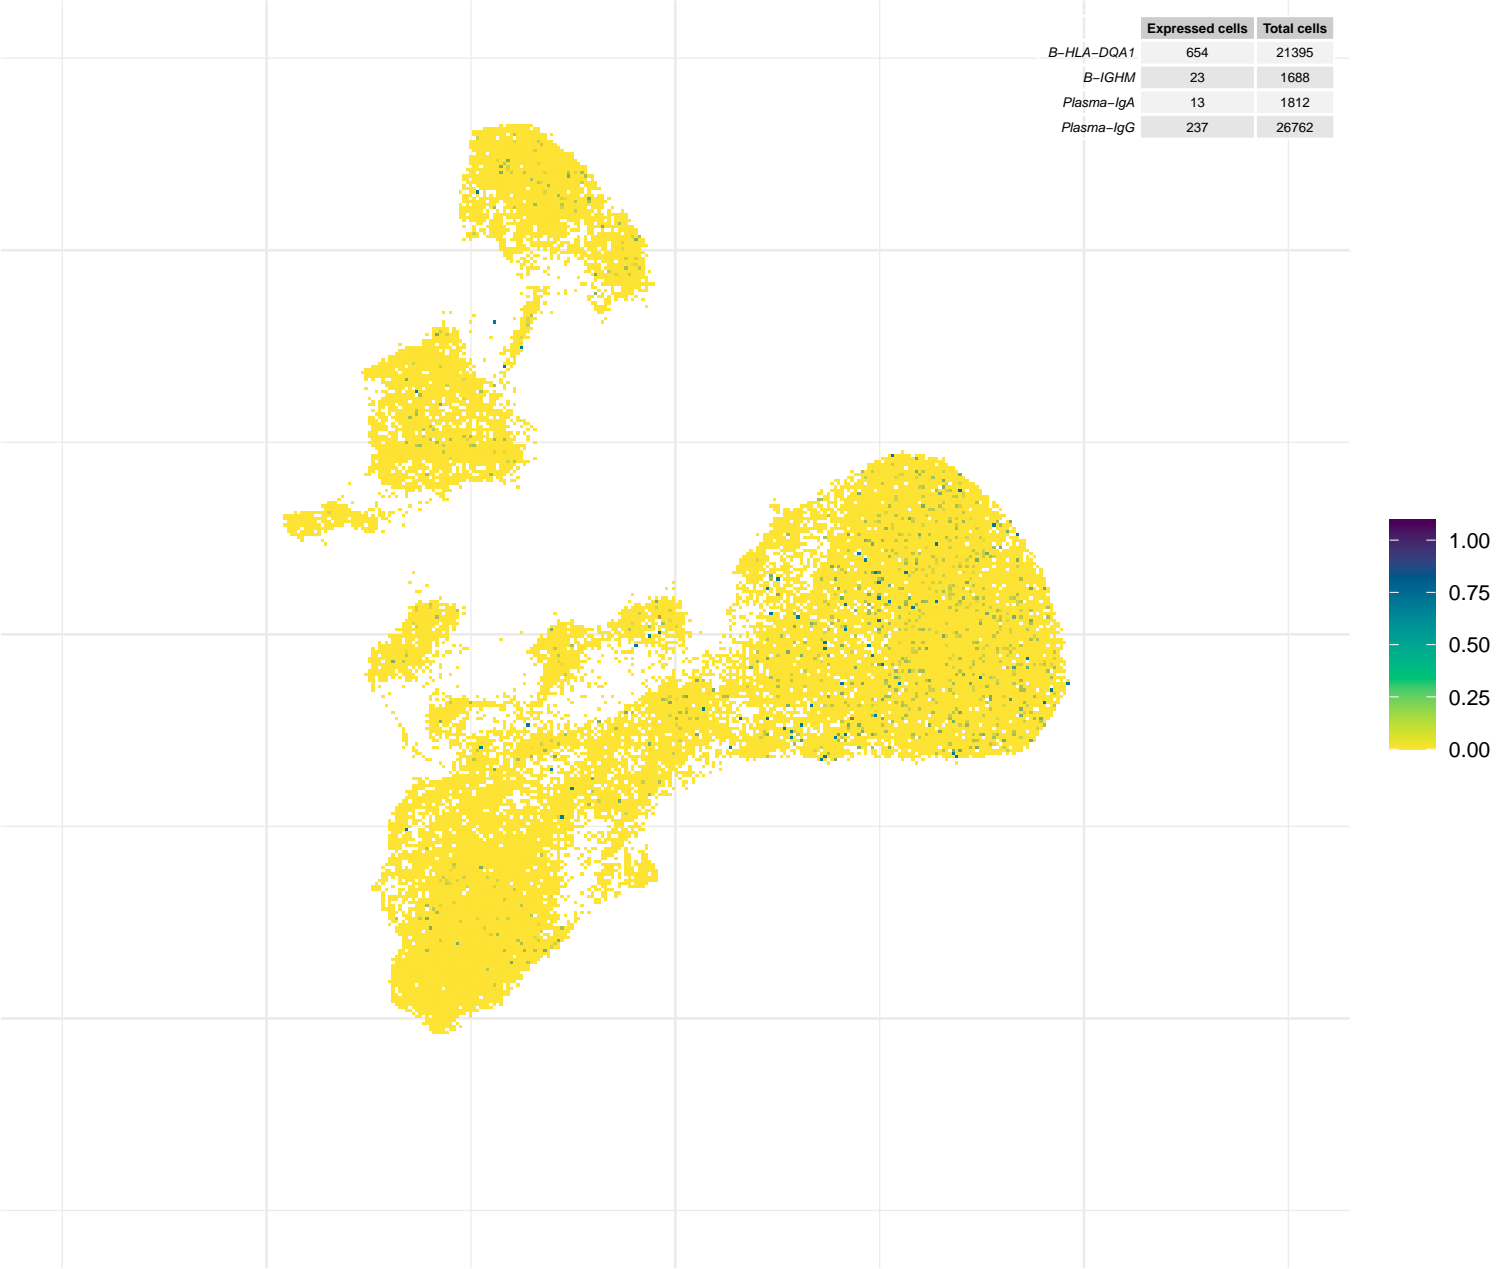 Expressed cells Total cells
B−HLA−DQA1 654 21395
B−IGHM 23 1688
Plasma−IgA 13 1812
Plasma−IgG 237 26762
1.00
0.75
0.50
0.25
0.00